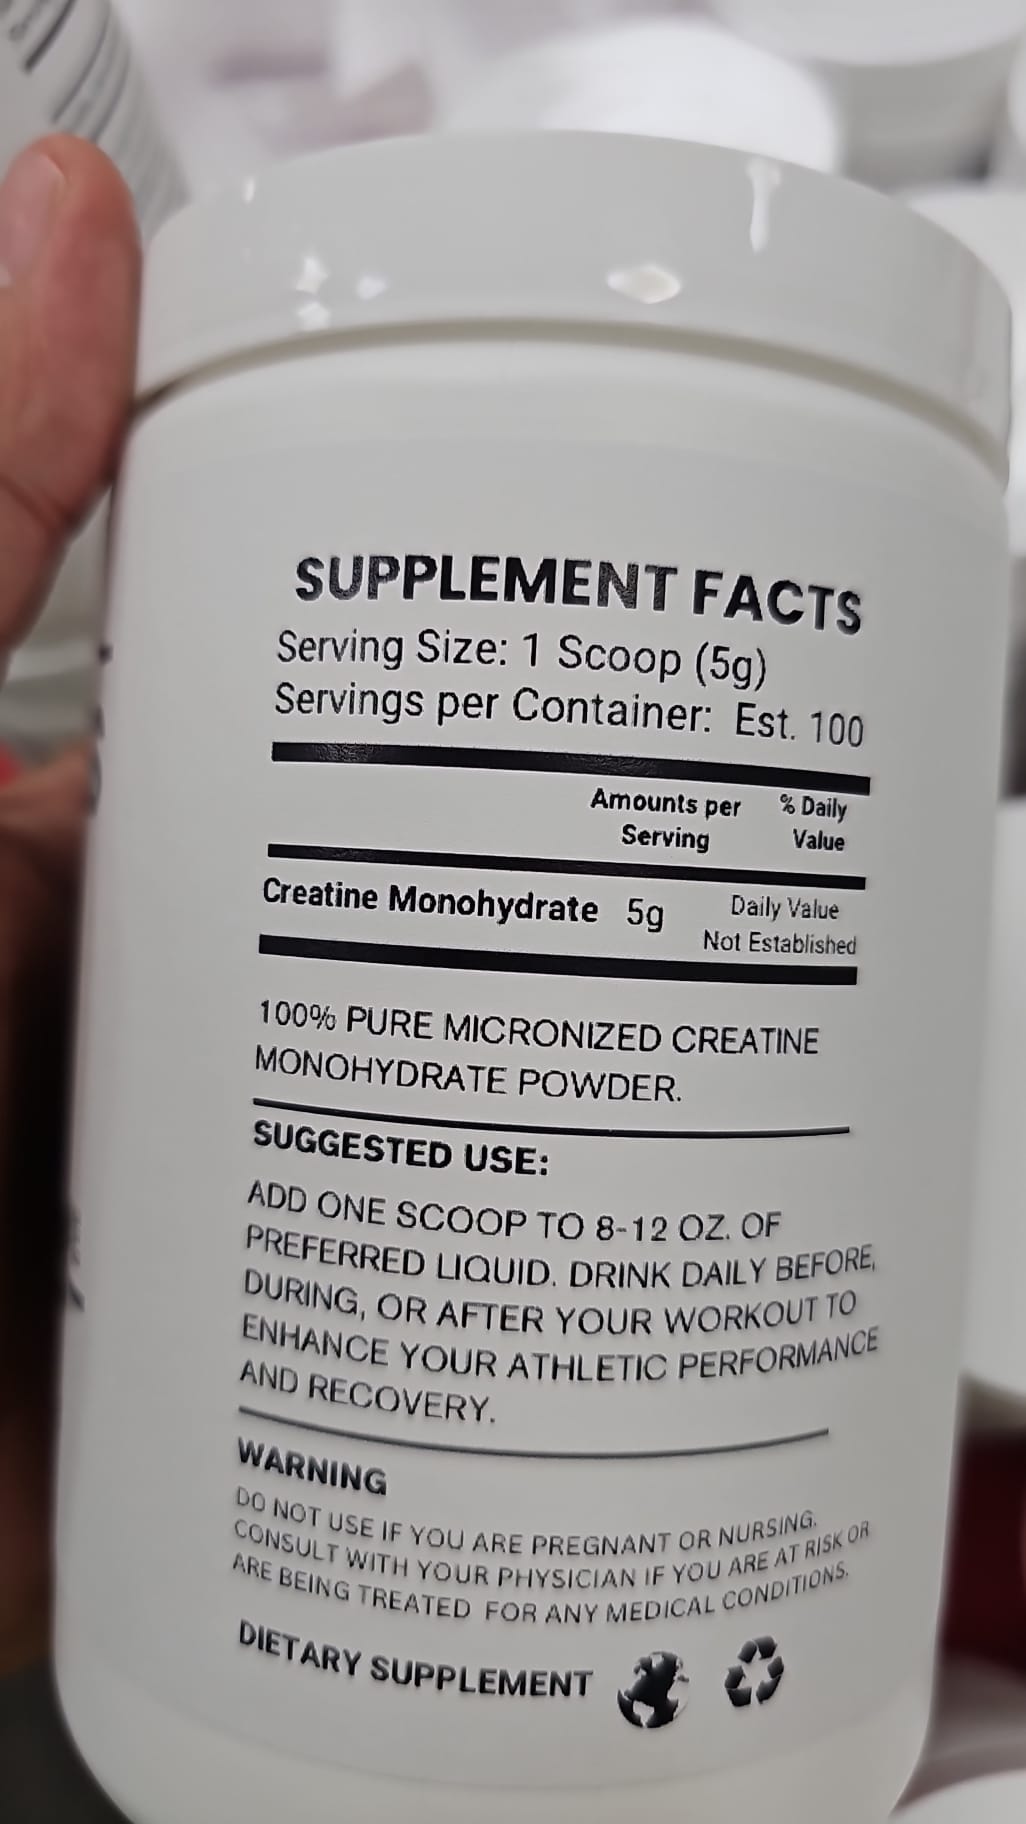 SUPPLEMENT FACTS
Serving Size: 1 Scoop (5g)
Servings per Container: Est. 100
Amounts per Serving
% Daily Value
Creatine Monohydrate 5g
Daily Value
Not Established
100% PURE MICRONIZED CREATINE
MONOHYDRATE POWDER.
SUGGESTED USE:
ADD ONE SCOOP TO 8-12 OZ. OF
PREFERRED LIQUID. DRINK DAILY BEFORE,
DURING, OR AFTER YOUR WORKOUT TO
ENHANCE YOUR ATHLETIC PERFORMANCE
AND RECOVERY.
WARNING
DO NOT USE IF YOU ARE PREGNANT OR NURSING.
CONSULT WITH YOUR PHYSICIAN IF YOU ARE AT RISK OR
ARE BEING TREATED FOR ANY MEDICAL CONDITIONS.
DIETARY SUPPLEMENT